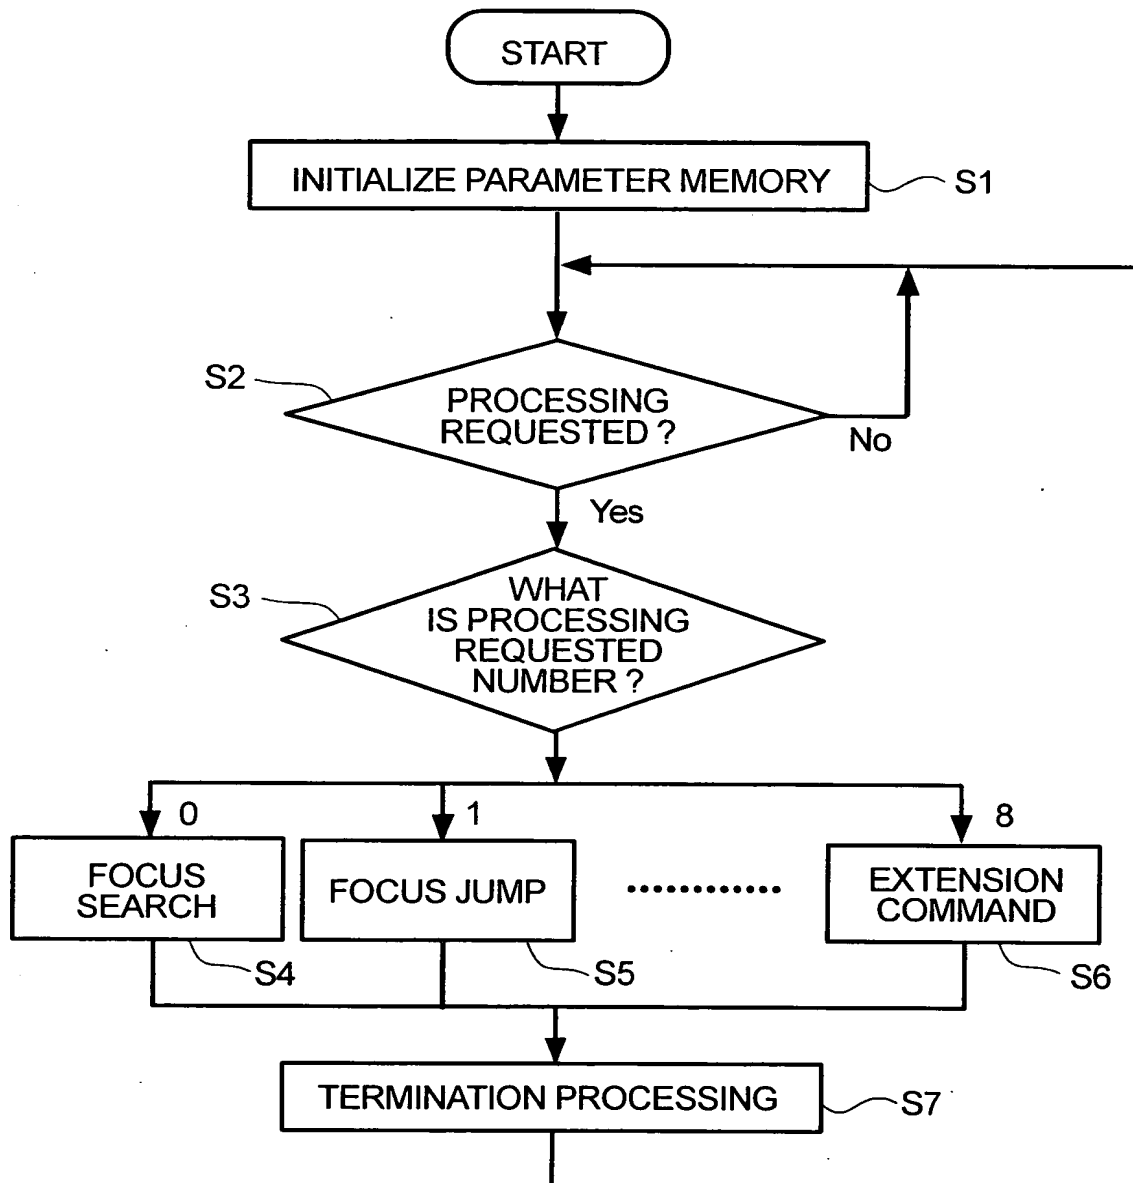 START
INITIALIZE PARAMETER MEMORY
S1
S2
PROCESSING
REQUESTED ?
No
Yes
S3
WHAT
IS PROCESSING
REQUESTED
NUMBER ?
0
1
8
FOCUS
SEARCH
FOCUS JUMP
EXTENSION
COMMAND
S4
S5
S6
TERMINATION PROCESSING
S7